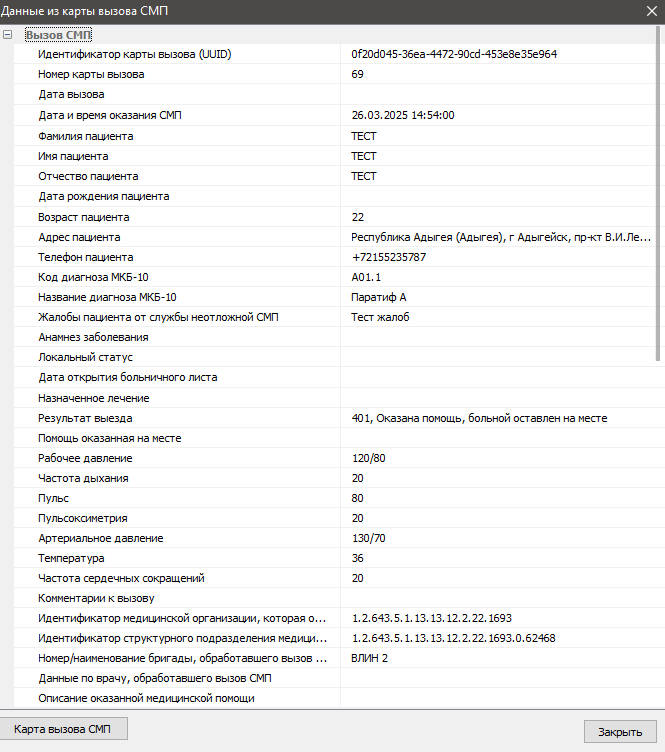 Данные из карты вызова СМП
Вызов СМП
Идентификатор карты вызова (UUID) 0f20d045-36ea-4472-90cd-453e8e35e964
Номер карты вызова 69
Дата вызова
Дата и время оказания СМП 26.03.2025 14:54:00
Фамилия пациента ТЕСТ
Имя пациента ТЕСТ
Отчество пациента ТЕСТ
Дата рождения пациента
Возраст пациента 22
Адрес пациента Республика Адыгея (Адыгея), г Адыгейск, пр-кт В.И.Ле...
Телефон пациента +72155235787
Код диагноза МКБ-10 A01.1
Название диагноза МКБ-10 Паратиф A
Жалобы пациента от службы неотложной СМП Тест жалоб
Анамнез заболевания
Локальный статус
Дата открытия больничного листа
Назначенное лечение
Результат выезда 401, Оказана помощь, больной оставлен на месте
Помощь оказанная на месте
Рабочее давление 120/80
Частота дыхания 20
Пульс 80
Пульсоксиметрия 20
Артериальное давление 130/70
Температура 36
Частота сердечных сокращений 20
Комментарии к вызову
Идентификатор медицинской организации, которая о... 1.2.643.5.1.13.13.12.2.22.1693
Идентификатор структурного подразделения медици... 1.2.643.5.1.13.13.12.2.22.1693.0.62468
Номер/наименование бригады, обработавшего вызов ... ВЛИН 2
Данные по врачу, обработавшего вызов СМП
Описание оказанной медицинской помощи
Карта вызова СМП Закрыть